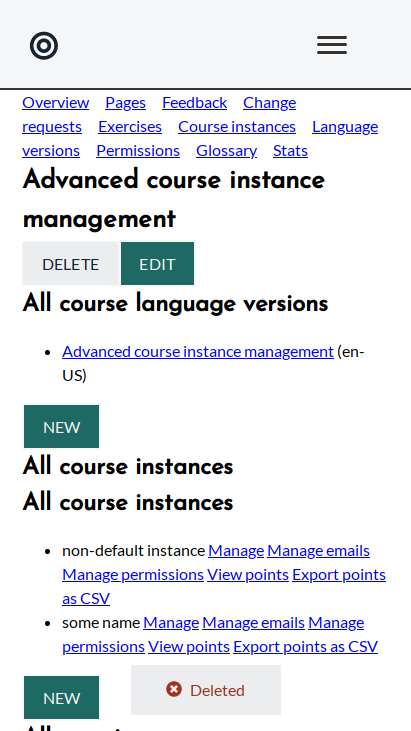 Overview Pages Feedback Change
requests Exercises Course instances Language
versions Permissions Glossary Stats
Advanced course instance
management
DELETE EDIT
All course language versions
Advanced course instance management (en-
US)
NEW
All course instances
All course instances
non-default instance Manage Manage emails
Manage permissions View points Export points
as CSV
some name Manage Manage emails Manage
permissions View points Export points as CSV
NEW
Deleted